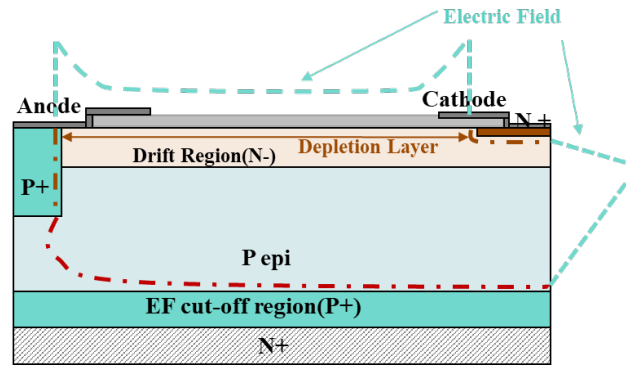 Electric Field
Anode
Cathode
N +
Depletion Layer
Drift Region(N-)
P+
P epi
EF cut-off region(P+)
N+